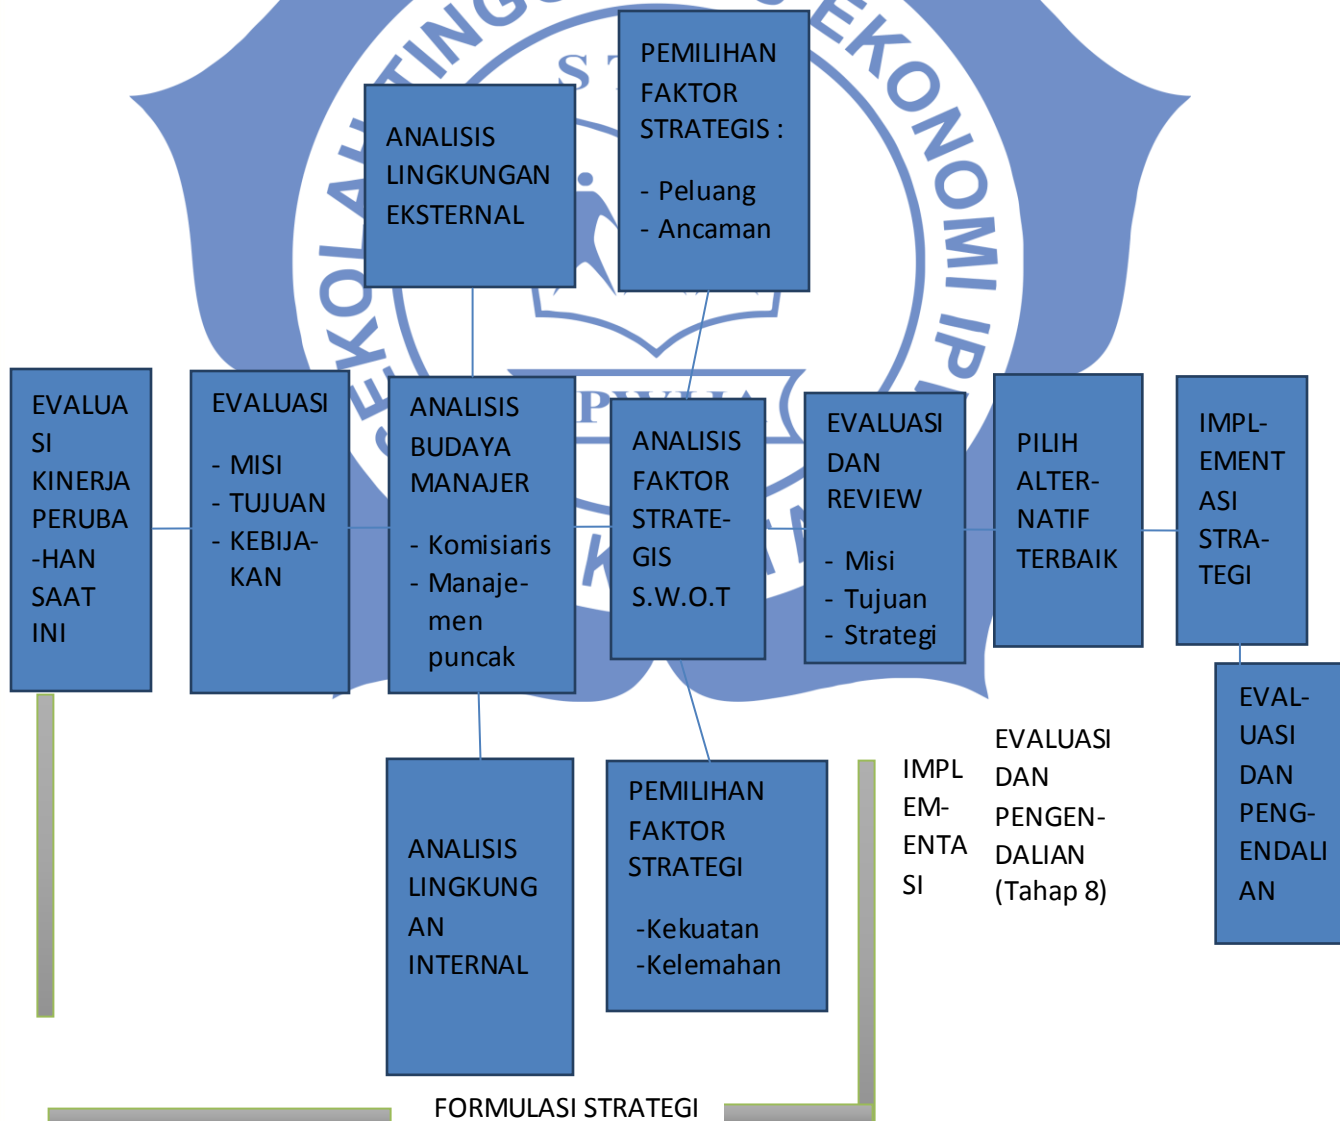 PEMILIHAN
FAKTOR
STRATEGIS :
- Peluang
- Ancaman
ANALISIS
LINGKUNGAN
EKSTERNAL
EVALUA
SI
KINERJA
PERUBA
-HAN
SAAT
INI
EVALUASI
- MISI
- TUJUAN
- KEBIJA-
KAN
ANALISIS
BUDAYA
MANAJER
- Komisiaris
- Manaje-
men
puncak
ANALISIS
FAKTOR
STRATE-
GIS
S.W.O.T
EVALUASI
DAN
REVIEW
- Misi
- Tujuan
- Strategi
PILIH
ALTER-
NATIF
TERBAIK
IMPL-
EMENT
ASI
STRA-
TEGI
EVAL-
UASI
DAN
PENG-
ENDALI
AN
ANALISIS
LINGKUNG
AN
INTERNAL
PEMILIHAN
FAKTOR
STRATEGI
-Kekuatan
-Kelemahan
IMPL
EM-
ENTA
SI
EVALUASI
DAN
PENGEN-
DALIAN
(Tahap 8)
FORMULASI STRATEGI
EKONOMI